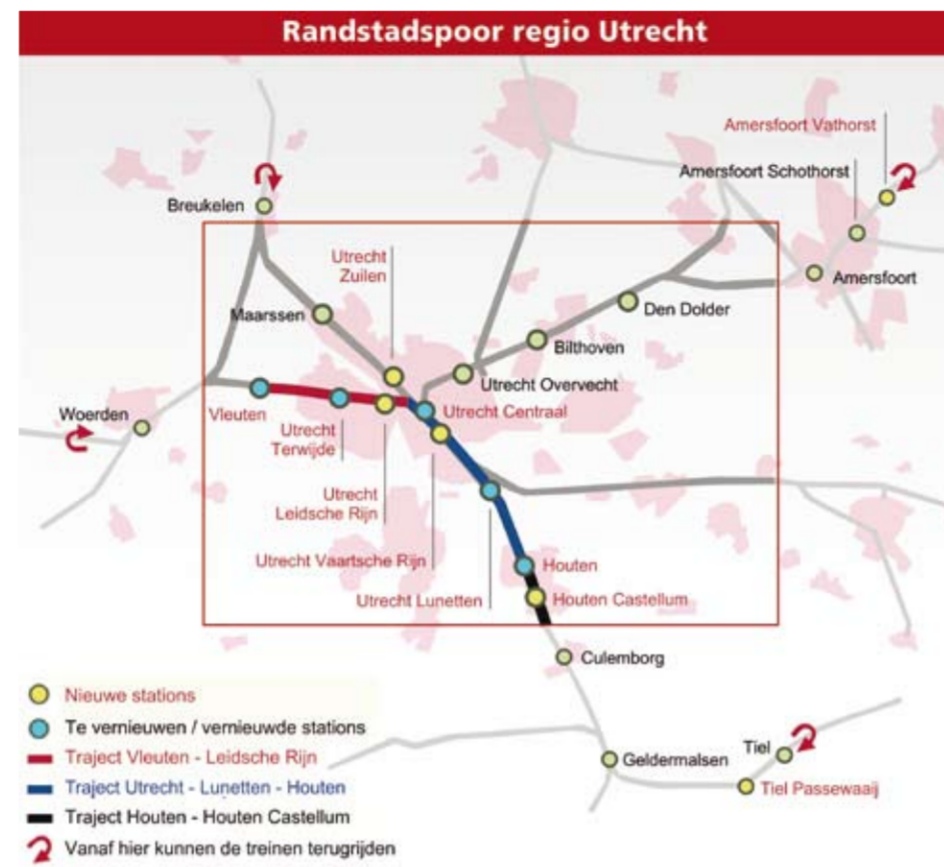 Randstadspoor regio Utrecht
Amersfoort Vathorst
Amersfoort Schothorst
Breukelen
Utrecht
Zuilen
Amersfoort
Maarssen
Den Dolder
Bilthoven
Utrecht Overvecht
Woerden
Vleuten
Utrecht Centraal
Utrecht
Terwijde
Utrecht
Leidsche Rijn
Utrecht Vaartsche Rijn
Houten
Utrecht Lunetten
Houten Castellum
Culemborg
Nieuwe stations
Te vernieuwen / vernieuwde stations
Traject Vleuten - Leidsche Rijn
Traject Utrecht - Lunetten - Houten
Traject Houten - Houten Castellum
Vanaf hier kunnen de treinen terugrijden
Geldermalsen
Tiel
Tiel Passewaaij